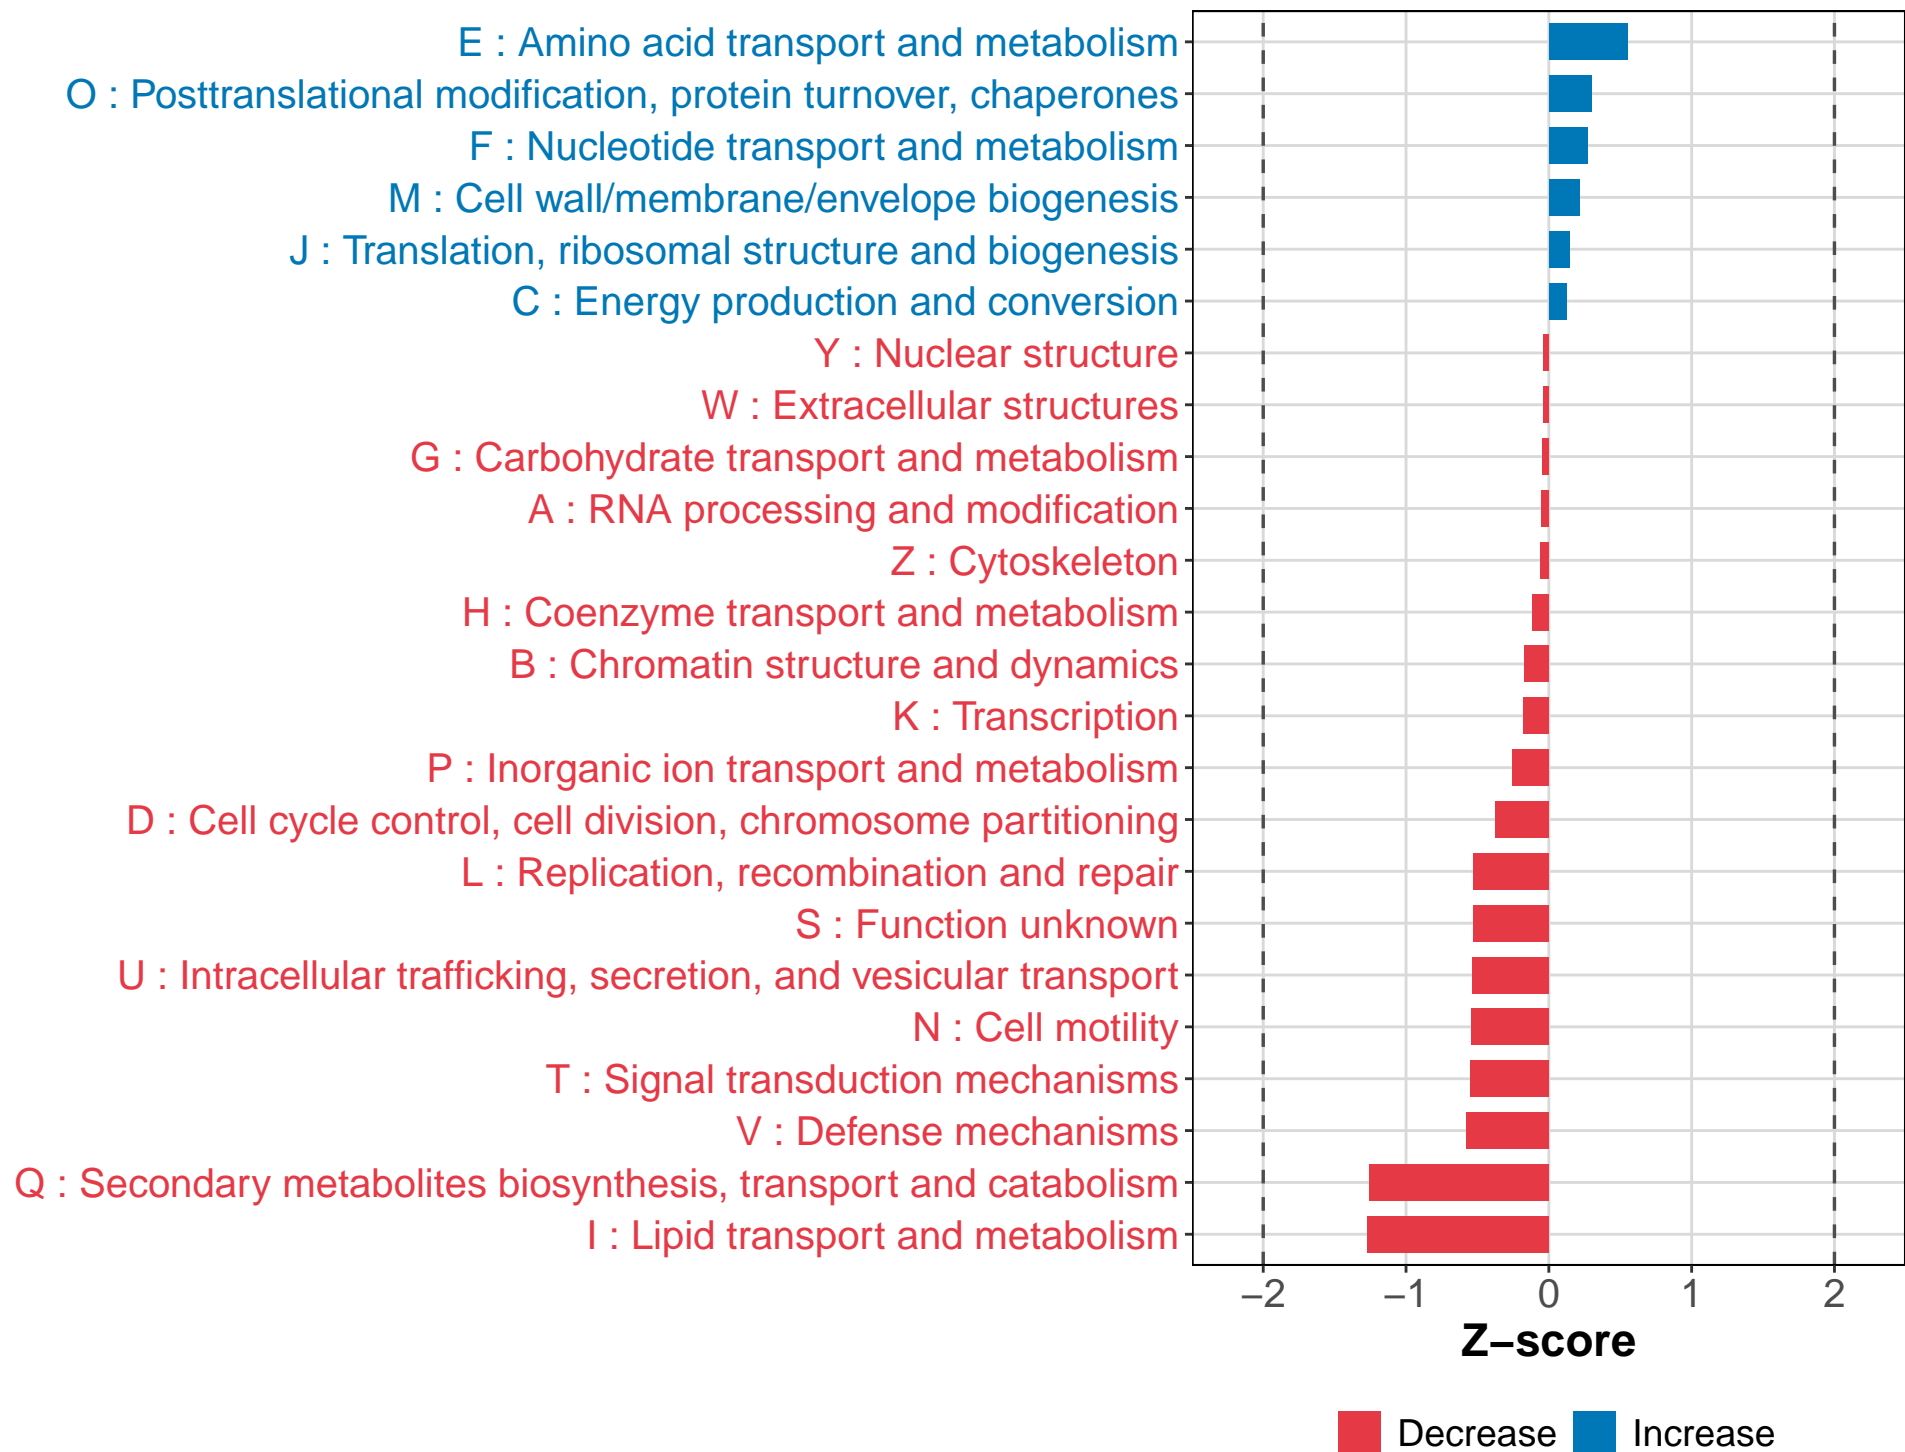 E : Amino acid transport and metabolism
O : Posttranslational modification, protein turnover, chaperones
F : Nucleotide transport and metabolism
M : Cell wall/membrane/envelope biogenesis
J : Translation, ribosomal structure and biogenesis
C : Energy production and conversion
Y : Nuclear structure
W : Extracellular structures
G : Carbohydrate transport and metabolism
A : RNA processing and modification
Z : Cytoskeleton
H : Coenzyme transport and metabolism
B : Chromatin structure and dynamics
K : Transcription
P : Inorganic ion transport and metabolism
D : Cell cycle control, cell division, chromosome partitioning
L : Replication, recombination and repair
S : Function unknown
U : Intracellular trafficking, secretion, and vesicular transport
N : Cell motility
T : Signal transduction mechanisms
V : Defense mechanisms
Q : Secondary metabolites biosynthesis, transport and catabolism
I : Lipid transport and metabolism
−2 −1 0 1 2
Z−score
Decrease Increase